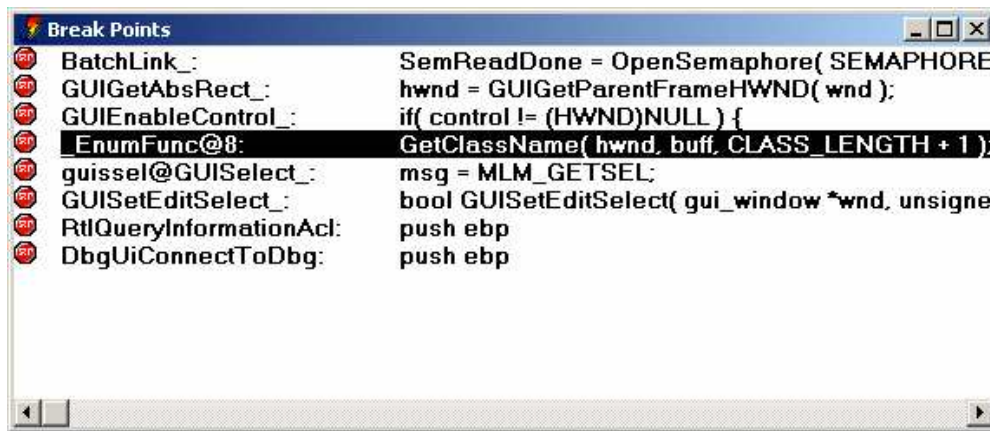 Break Points
BatchLink_: SemReadDone = OpenSemaphore( SEMAPHORE
GUIGetAbsRect_: hwnd = GUIGetParentFrameHWND( wnd );
GUIEnableControl_: if( control != (HWND)NULL ) {
_EnumFunc@8: GetClassName( hwnd, buff, CLASS_LENGTH + 1 );
guissel@GUISelect_: msg = MLM_GETSEL;
GUISetEditSelect_: bool GUISetEditSelect( gui_window *wnd, unsigne
RtlQueryInformationAcl: push ebp
DbgUiConnectToDbg: push ebp